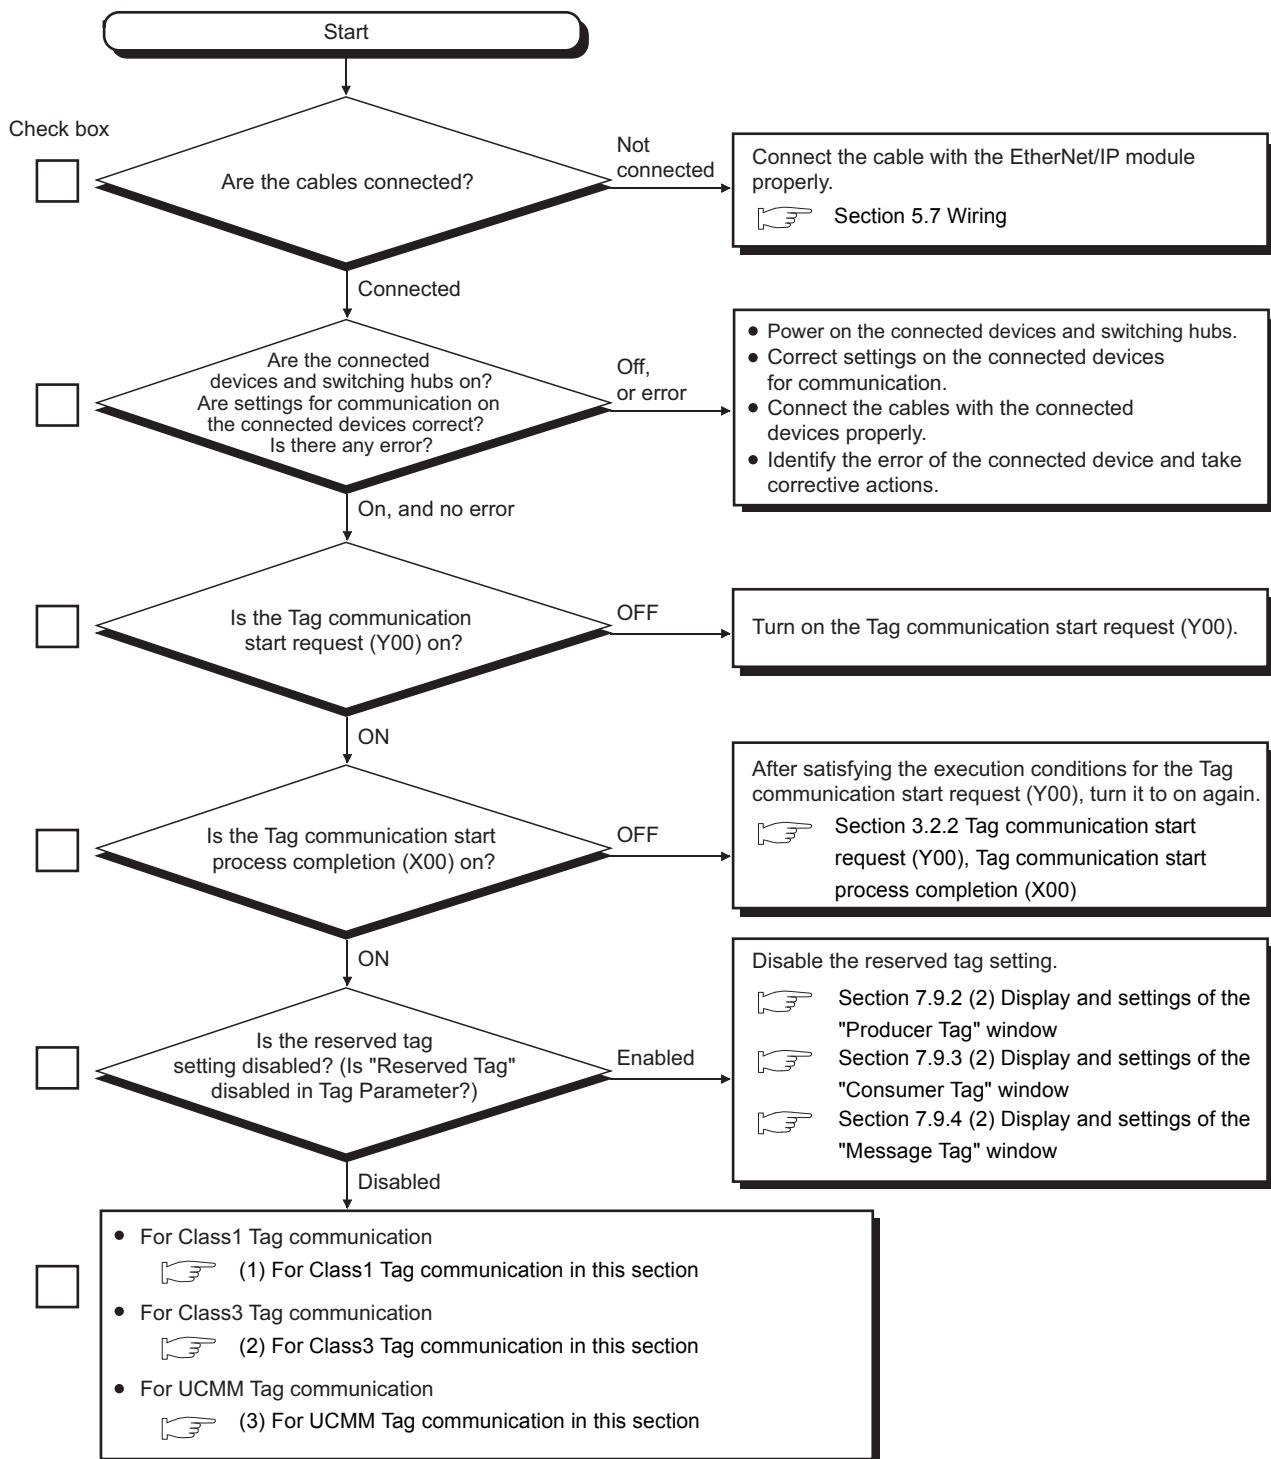 Start
Check box
Are the cables connected?
Not
connected
Connect the cable with the EtherNet/IP module
properly.
Section 5.7 Wiring
Connected
Are the connected
devices and switching hubs on?
Are settings for communication on
the connected devices correct?
Is there any error?
Off,
or error
• Power on the connected devices and switching hubs.
• Correct settings on the connected devices
for communication.
• Connect the cables with the connected
devices properly.
• Identify the error of the connected device and take
corrective actions.
On, and no error
Is the Tag communication
start request (Y00) on?
OFF
Turn on the Tag communication start request (Y00).
ON
Is the Tag communication start
process completion (X00) on?
OFF
After satisfying the execution conditions for the Tag
communication start request (Y00), turn it to on again.
Section 3.2.2 Tag communication start
request (Y00), Tag communication start
process completion (X00)
ON
Is the reserved tag
setting disabled? (Is "Reserved Tag"
disabled in Tag Parameter?)
Enabled
Disable the reserved tag setting.
Section 7.9.2 (2) Display and settings of the
"Producer Tag" window
Section 7.9.3 (2) Display and settings of the
"Consumer Tag" window
Section 7.9.4 (2) Display and settings of the
"Message Tag" window
Disabled
• For Class1 Tag communication
(1) For Class1 Tag communication in this section
• For Class3 Tag communication
(2) For Class3 Tag communication in this section
• For UCMM Tag communication
(3) For UCMM Tag communication in this section